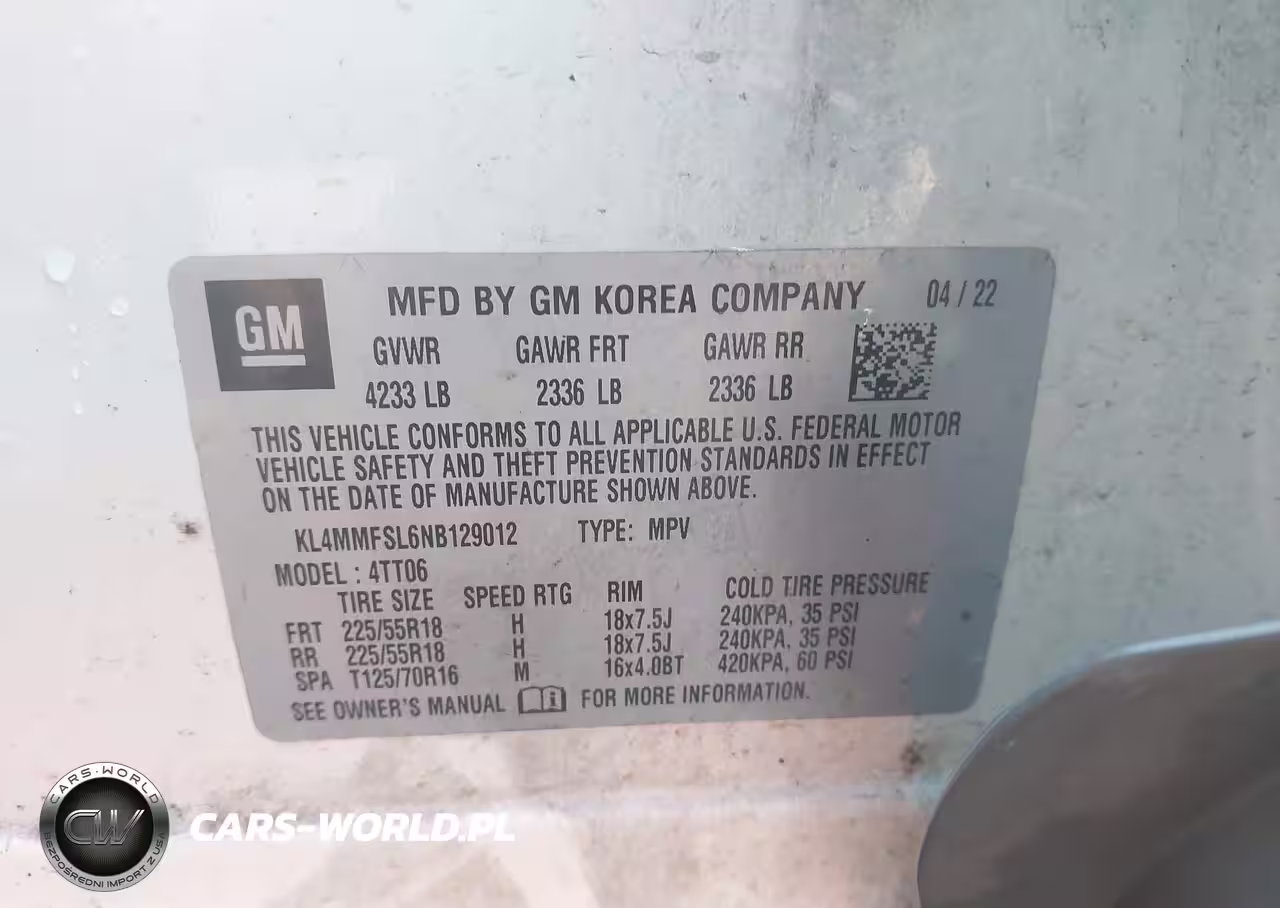 GM
MFD BY GM KOREA COMPANY 04 / 22
GVWR GAWR FRT GAWR RR
4233 LB 2336 LB 2336 LB
THIS VEHICLE CONFORMS TO ALL APPLICABLE U.S. FEDERAL MOTOR
VEHICLE SAFETY AND THEFT PREVENTION STANDARDS IN EFFECT
ON THE DATE OF MANUFACTURE SHOWN ABOVE.
KL4MMFSL6NB129012 TYPE: MPV
MODEL : 4TT06
TIRE SIZE SPEED RTG RIM COLD TIRE PRESSURE
FRT 225/55R18 H 18x7.5J 240KPA, 35 PSI
RR 225/55R18 H 18x7.5J 240KPA, 35 PSI
SPA T125/70R16 M 16x4.0BT 420KPA, 60 PSI
SEE OWNER'S MANUAL FOR MORE INFORMATION.
CARS-WORLD
CW
BEZPOŚREDNI IMPORT Z USA
CARS-WORLD.PL